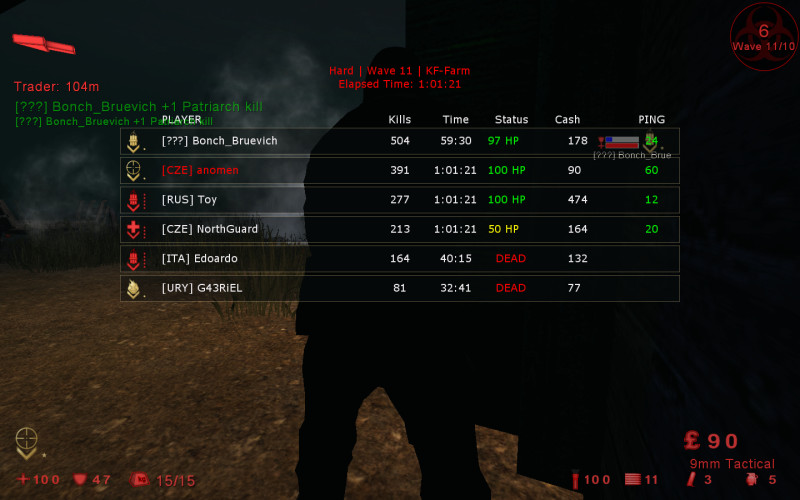 6
Wave 11/10
Hard | Wave 11 | KF-Farm
Elapsed Time: 1:01:21
Trader: 104m
[???] Bonch_Bruevich +1 Patriarch kill
[???] Bonch_Bruevich +1 Patriarch kill
PLAYER Kills Time Status Cash PING
[???] Bonch_Bruevich 504 59:30 97 HP 178
[???] Bonch_Brue
[CZE] anomen 391 1:01:21 100 HP 90 60
[RUS] Toy 277 1:01:21 100 HP 474 12
[CZE] NorthGuard 213 1:01:21 50 HP 164 20
[ITA] Edoardo 164 40:15 DEAD 132
[URY] G43RiEL 81 32:41 DEAD 77
£ 90
9mm Tactical
+100 47 15/15 100 11 3 5